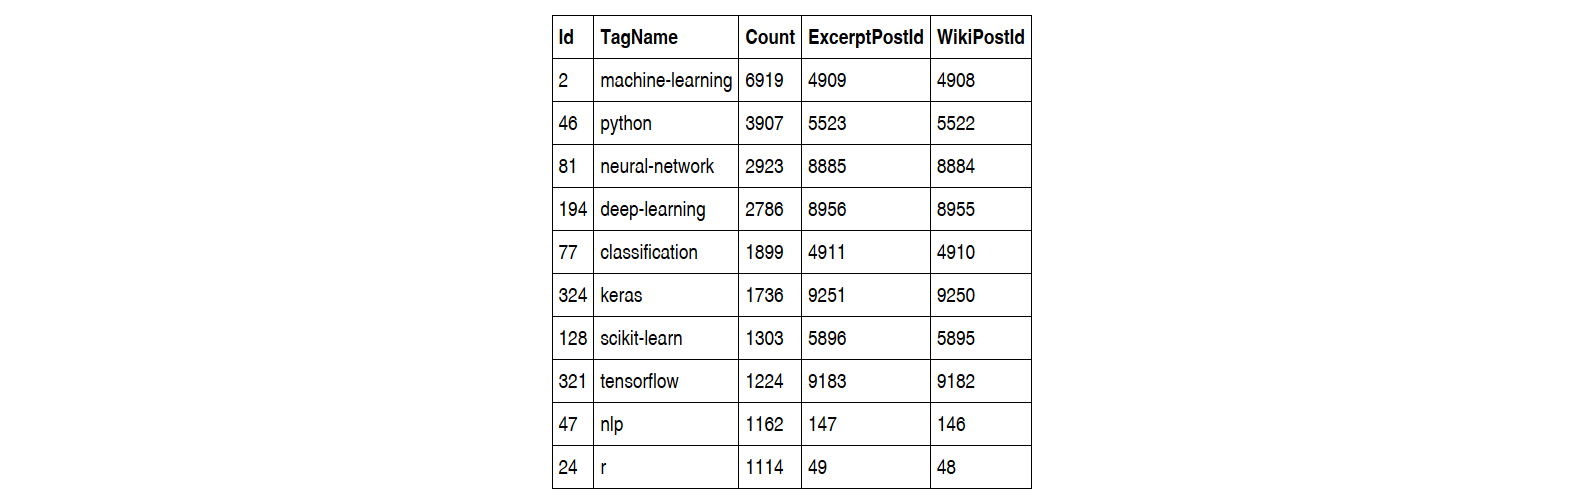 Id TagName Count ExcerptPostId WikiPostId
2 machine-learning 6919 4909 4908
46 python 3907 5523 5522
81 neural-network 2923 8885 8884
194 deep-learning 2786 8956 8955
77 classification 1899 4911 4910
324 keras 1736 9251 9250
128 scikit-learn 1303 5896 5895
321 tensorflow 1224 9183 9182
47 nlp 1162 147 146
24 r 1114 49 48